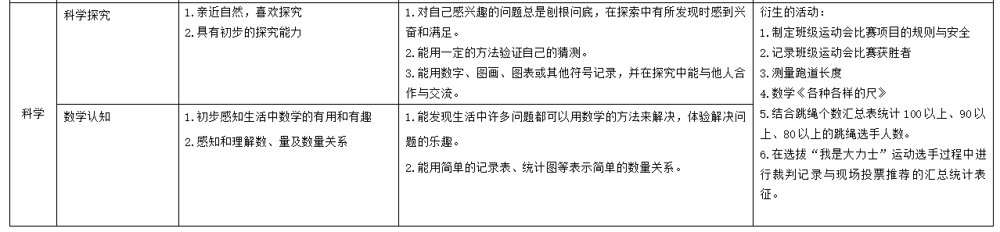 科学
科学探究
1.亲近自然，喜欢探究
2.具有初步的探究能力
1.对自己感兴趣的问题总是刨根问底，在探索中有所发现时感到兴
奋和满足。
2.能用一定的方法验证自己的猜测。
3.能用数字、图画、图表或其他符号记录，并在探究中能与他人合
作与交流。
数学认知
1.初步感知生活中数学的有用和有趣
2.感知和理解数、量及数量关系
1.能发现生活中许多问题都可以用数学的方法来解决，体验解决问
题的乐趣。
2.能用简单的记录表、统计图等表示简单的数量关系。
衍生的活动：
1.制定班级运动会比赛项目的规则与安全
2.记录班级运动会比赛获胜者
3.测量跑道长度
4.数学《各种各样的尺》
5.结合跳绳个数汇总表统计100以上、90以
上、80以上的跳绳选手人数。
6.在选拔“我是大力士”运动选手过程中进
行裁判记录与现场投票推荐的汇总统计表
征。